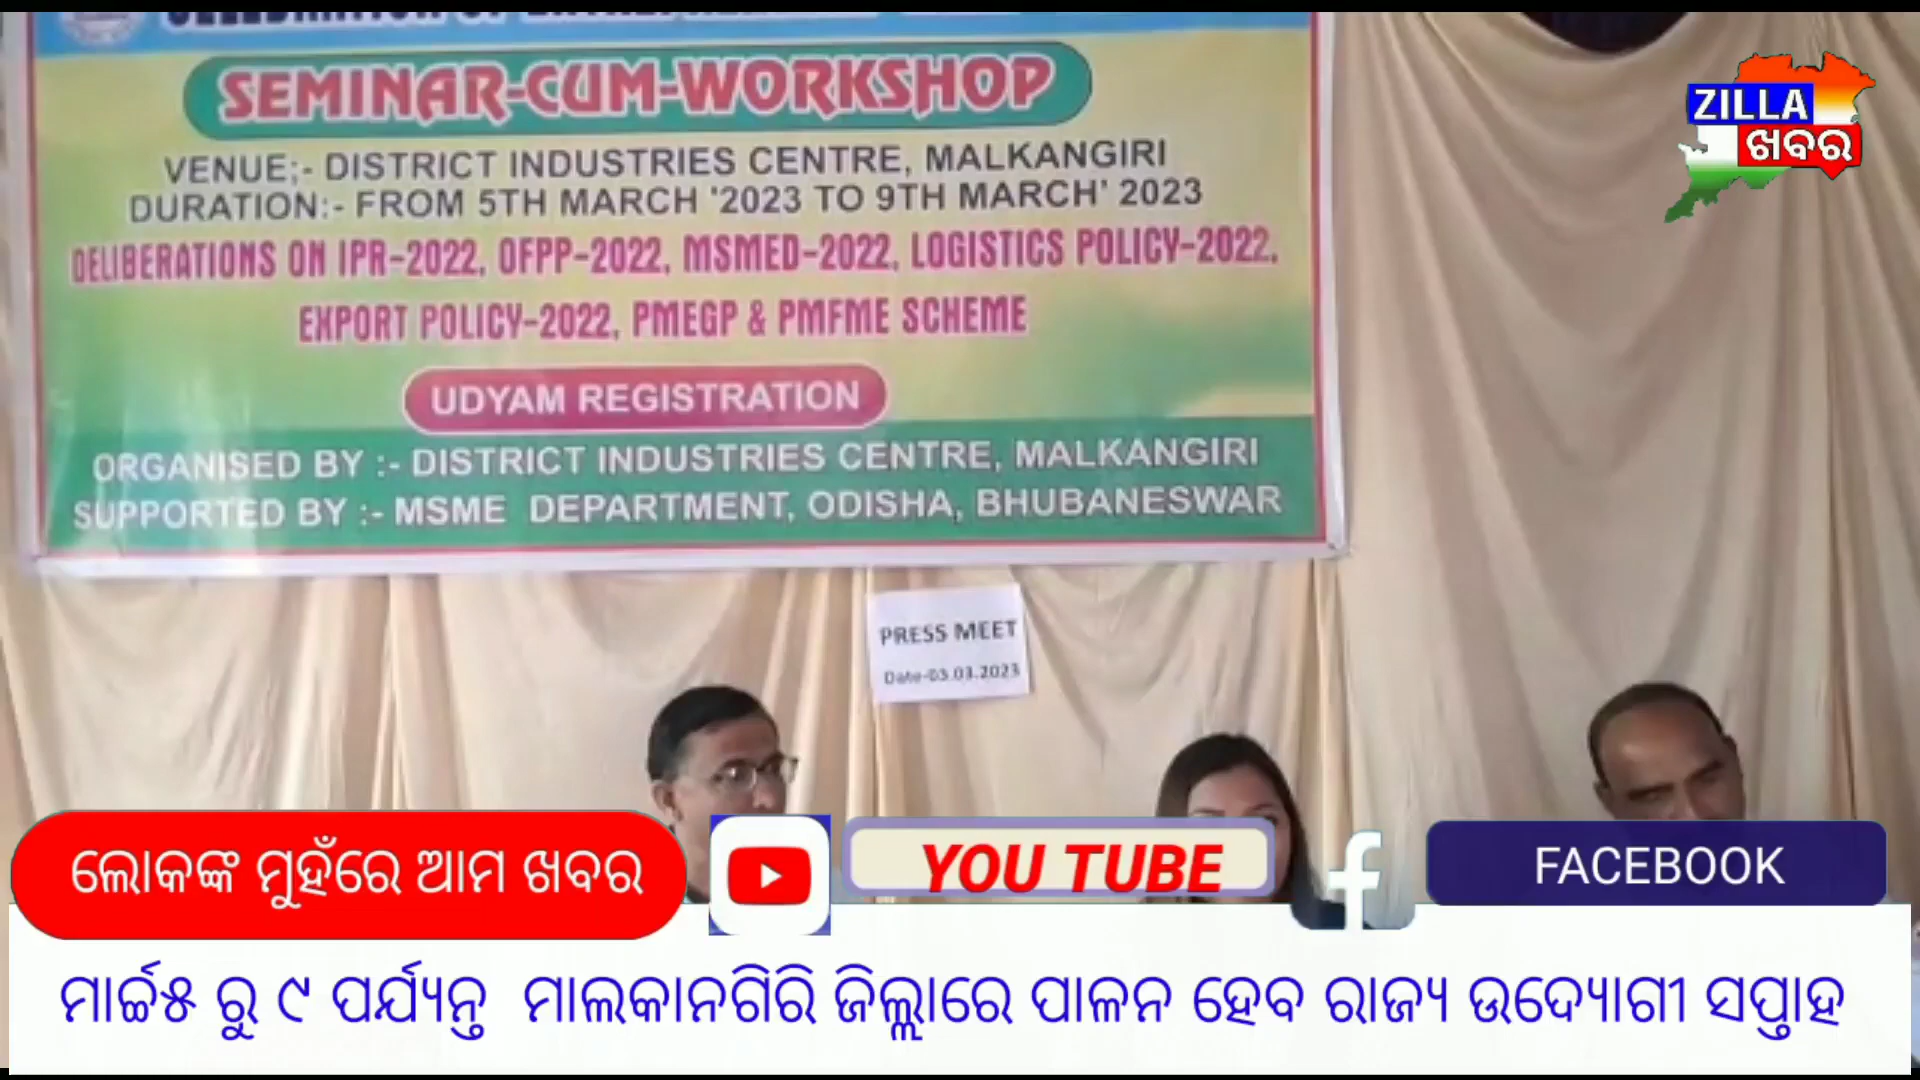 CELEBRATION OF
SEMINAR-CUM-WORKSHOP
VENUE;- DISTRICT INDUSTRIES CENTRE, MALKANGIRI
DURATION:- FROM 5TH MARCH '2023 TO 9TH MARCH' 2023
DELIBERATIONS ON IPR-2022, OFPP-2022, MSMED-2022, LOGISTICS POLICY-2022,
EXPORT POLICY-2022, PMEGP & PMFME SCHEME
UDYAM REGISTRATION
ORGANISED BY :- DISTRICT INDUSTRIES CENTRE, MALKANGIRI
SUPPORTED BY :- MSME DEPARTMENT, ODISHA, BHUBANESWAR
ZILLA
ଖବର
PRESS MEET
Date-03.03.2023
ଲୋକଙ୍କ ମୁହଁରେ ଆମ ଖବର
YOU TUBE
FACEBOOK
ମାର୍ଚ୍ଚ୫ ରୁ ୯ ପର୍ଯ୍ୟନ୍ତ ମାଲକାନଗିରି ଜିଲ୍ଲାରେ ପାଳନ ହେବ ରାଜ୍ୟ ଉଦ୍ୟୋଗୀ ସପ୍ତାହ